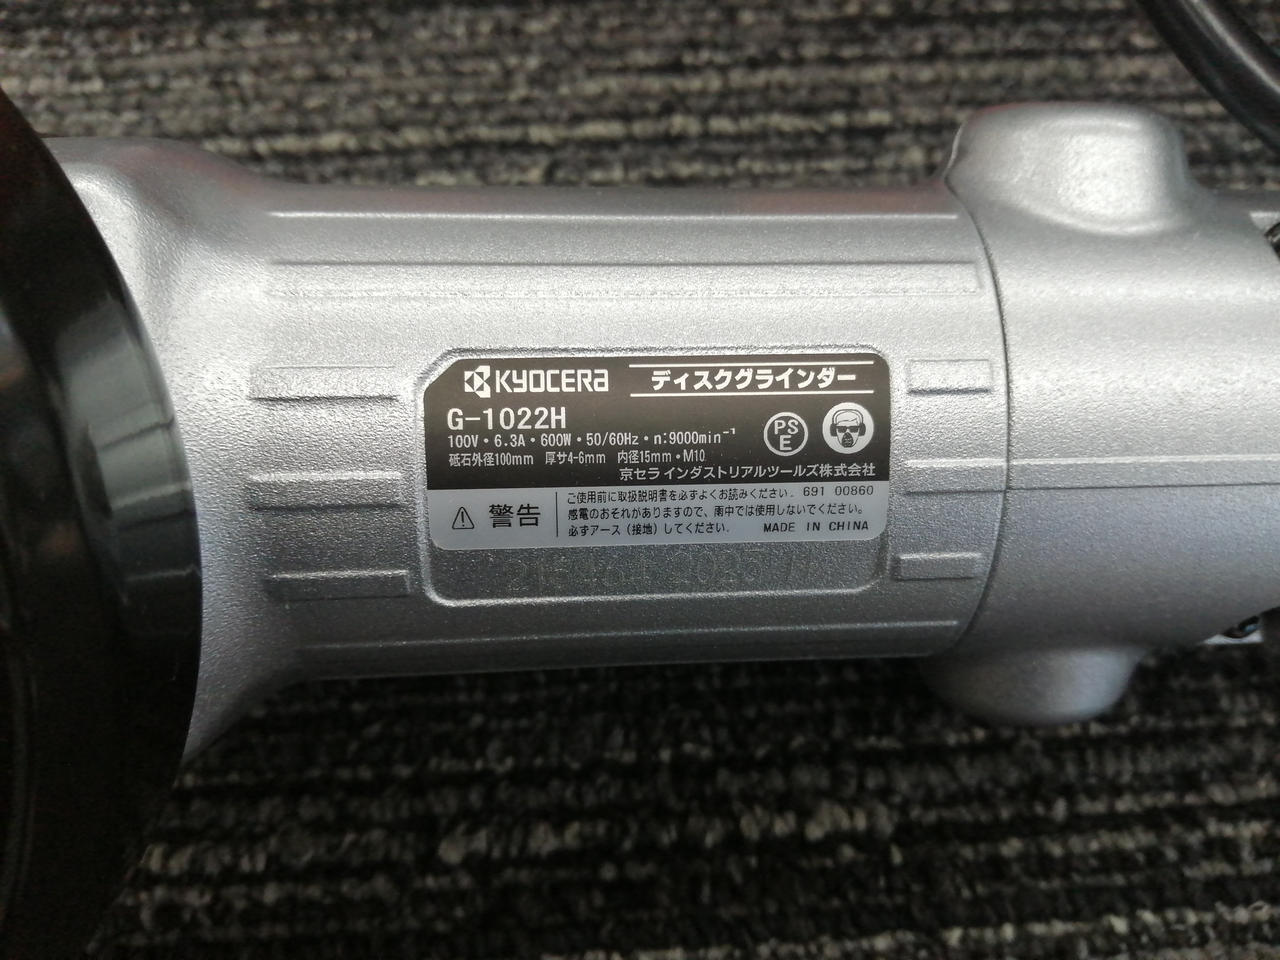 KYOCERA ディスクグラインダー
G-1022H
100V・6.3A・600W・50/60Hz・n:9000min⁻¹
砥石外径100mm 厚サ4-6mm 内径15mm・M10
PS
E
京セラインダストリアルツールズ株式会社
警告
ご使用前に取扱説明書を必ずよくお読みください。 691 00860
感電のおそれがありますので、雨中では使用しないでください。
必ずアース（接地）してください。 MADE IN CHINA